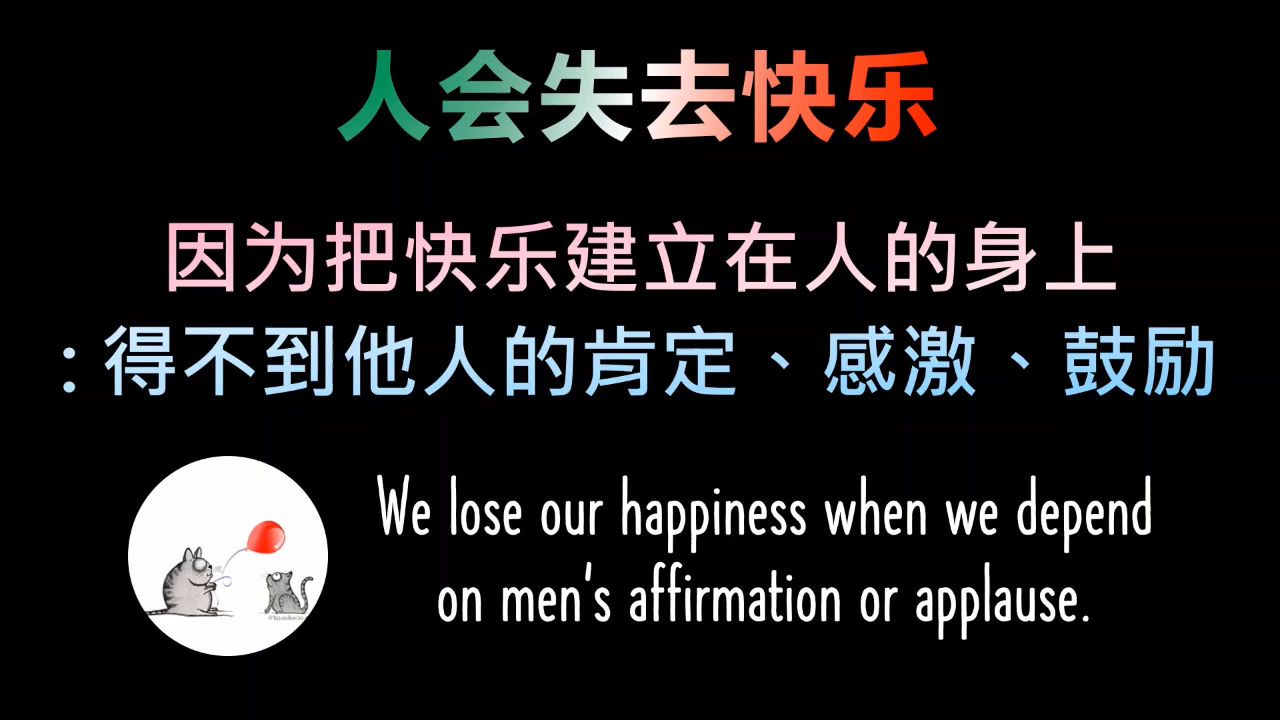 人会失去快乐
因为把快乐建立在人的身上
：得不到他人的肯定、感激、鼓励
We lose our happiness when we depend
on men's affirmation or applause.